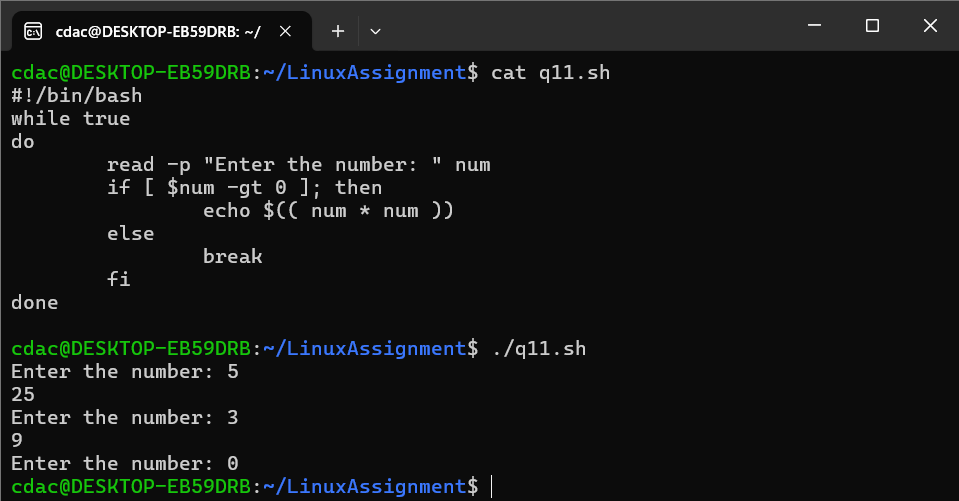 cdac@DESKTOP-EB59DRB: ~/
cdac@DESKTOP-EB59DRB:~/LinuxAssignment$ cat q11.sh
#!/bin/bash
while true
do
        read -p "Enter the number: " num
        if [ $num -gt 0 ]; then
                echo $(( num * num ))
        else
                break
        fi
done

cdac@DESKTOP-EB59DRB:~/LinuxAssignment$ ./q11.sh
Enter the number: 5
25
Enter the number: 3
9
Enter the number: 0
cdac@DESKTOP-EB59DRB:~/LinuxAssignment$